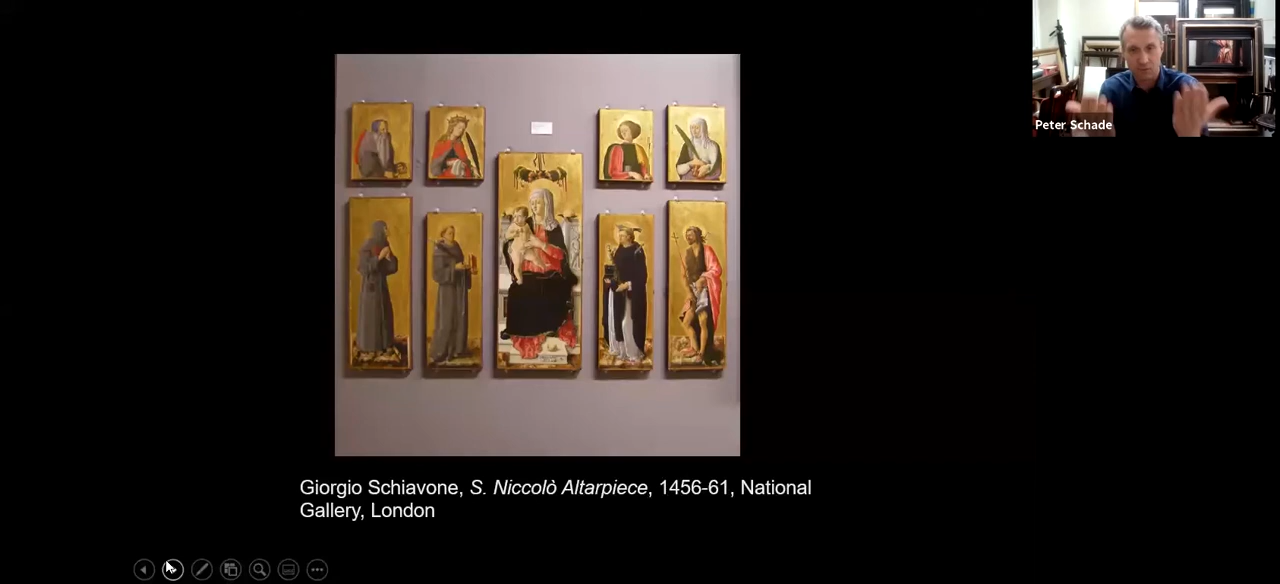 Peter Schade
Giorgio Schiavone, S. Niccolò Altarpiece, 1456-61, National
Gallery, London